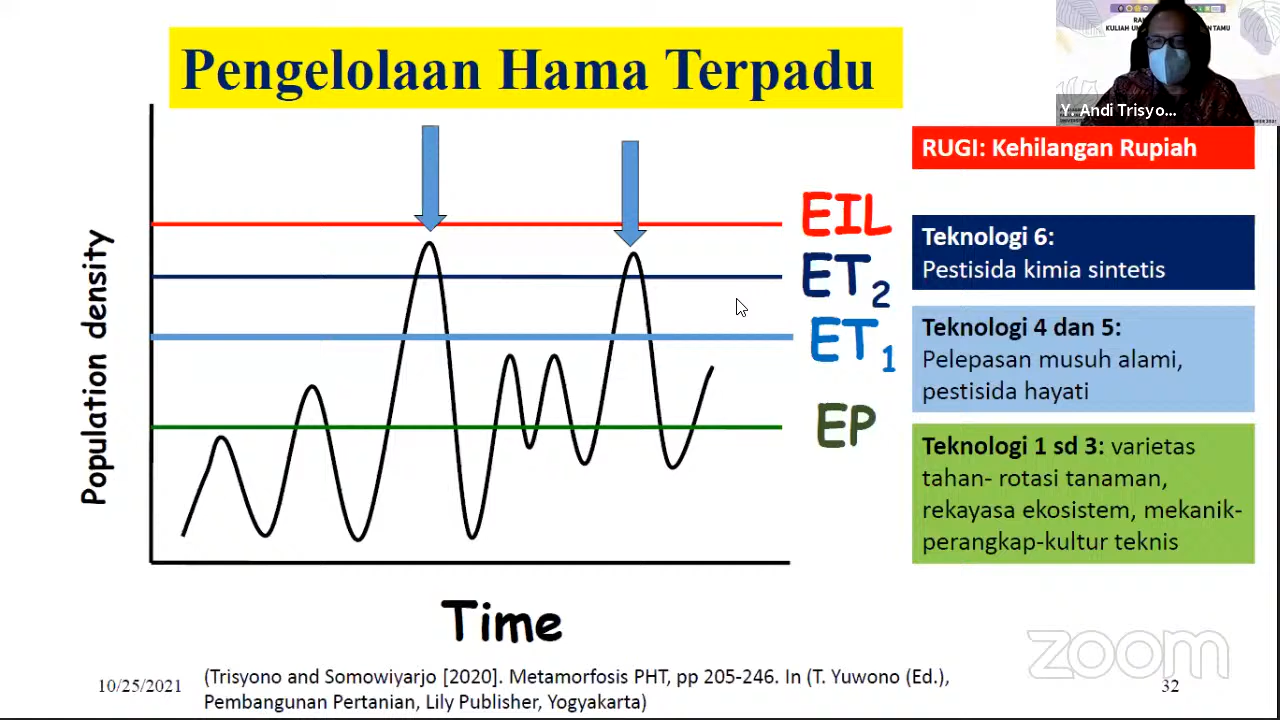 Pengelolaan Hama Terpadu
KULIAH UM
TAMU
Y. Andi Trisyo...
RUGI: Kehilangan Rupiah
EIL
ET2
ET1
EP
Population density
Time
Teknologi 6:
Pestisida kimia sintetis
Teknologi 4 dan 5:
Pelepasan musuh alami,
pestisida hayati
Teknologi 1 sd 3: varietas
tahan- rotasi tanaman,
rekayasa ekosistem, mekanik-
perangkap-kultur teknis
zoom
10/25/2021
(Trisyono and Somowiyarjo [2020]. Metamorfosis PHT, pp 205-246. In (T. Yuwono (Ed.),
Pembangunan Pertanian, Lily Publisher, Yogyakarta)
32